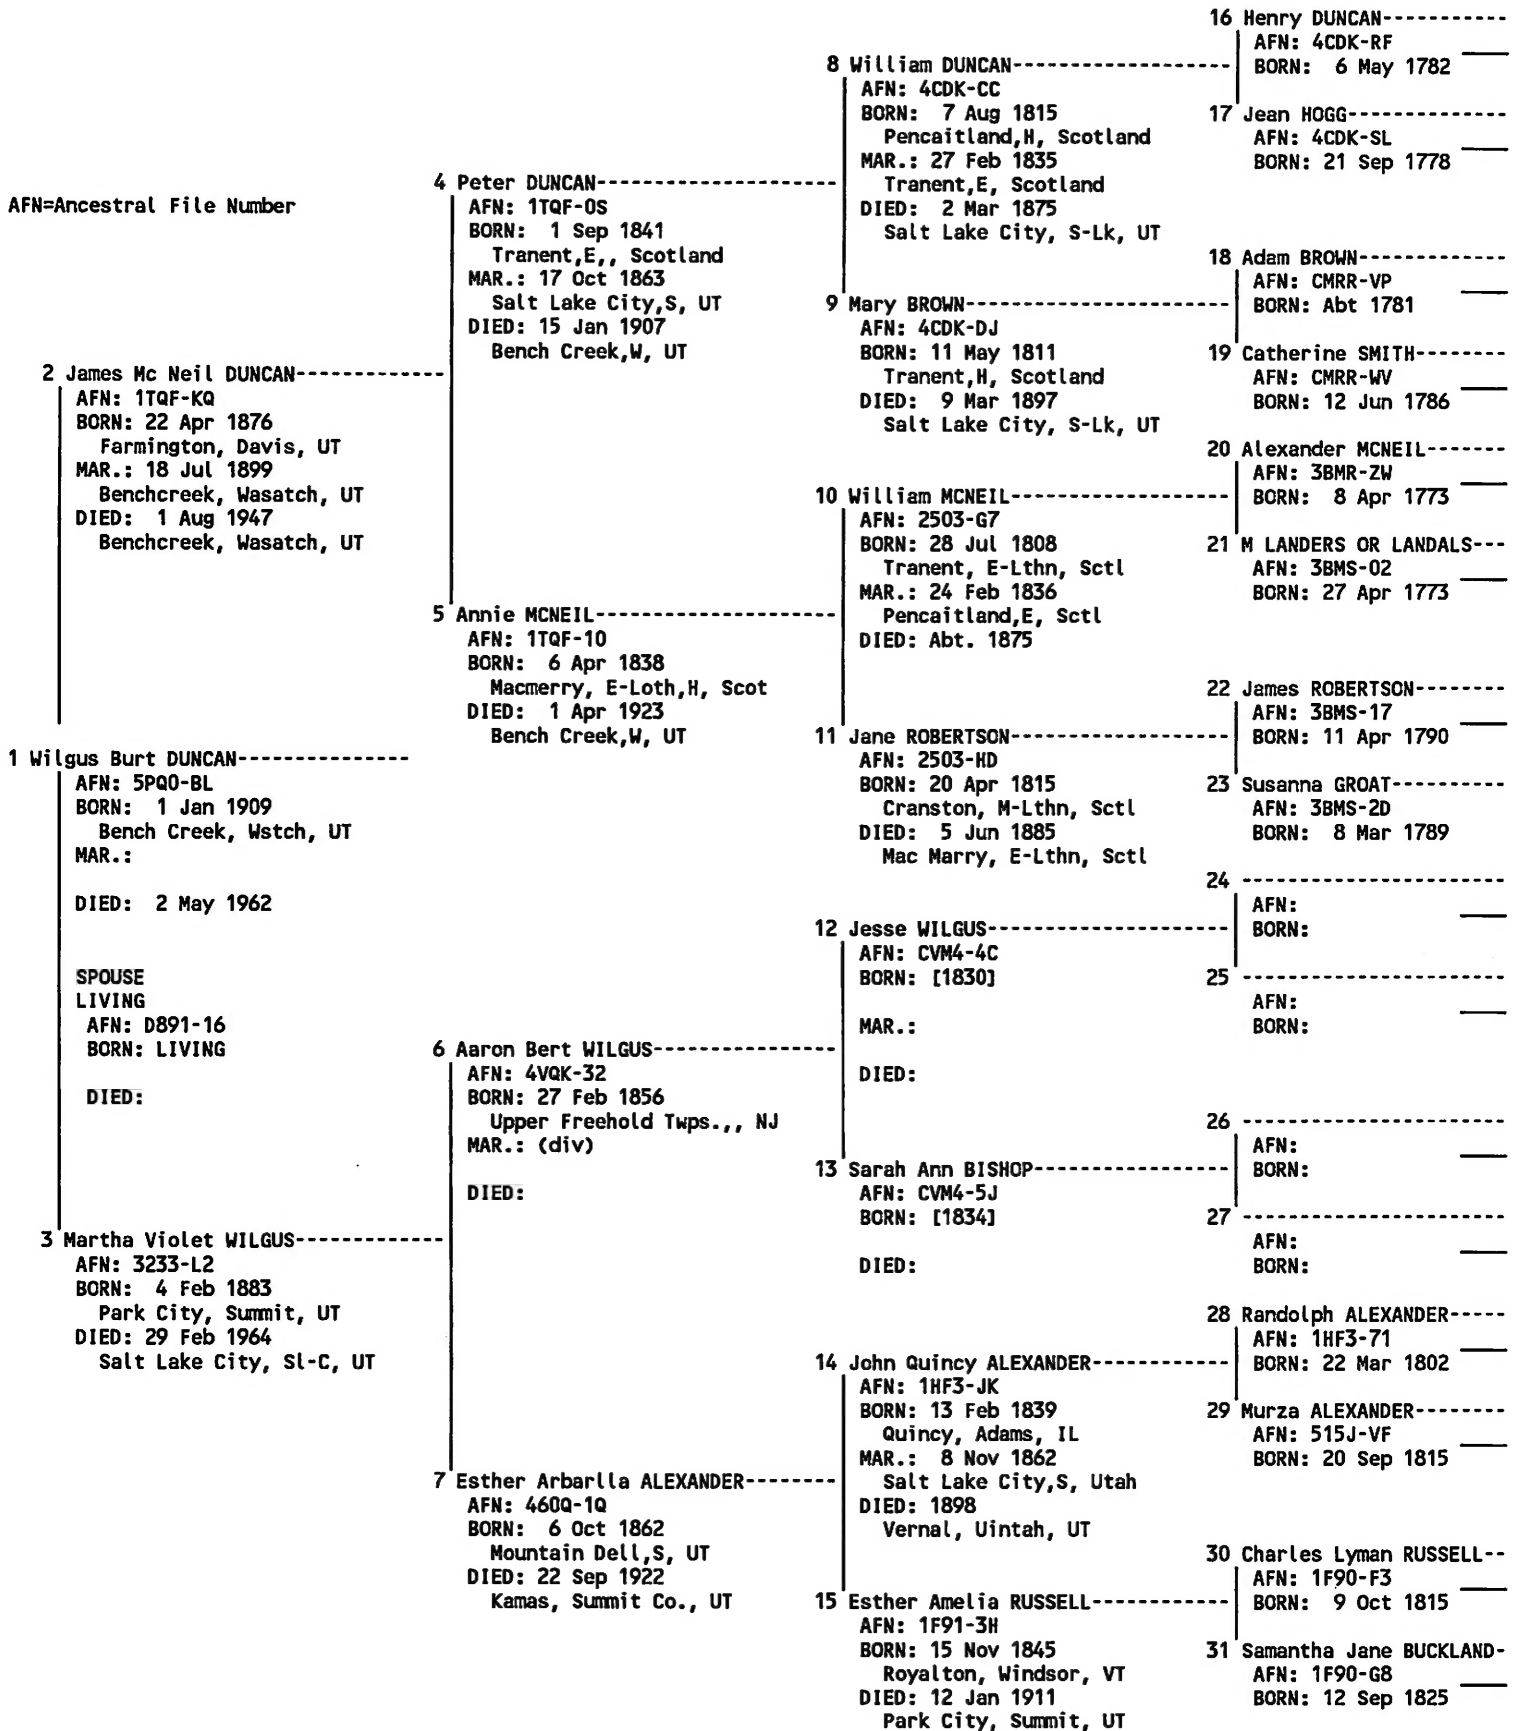 AFN=Ancestral File Number
1 Wilgus Burt DUNCAN---------------
AFN: 5PQ0-BL
BORN: 1 Jan 1909
Bench Creek, Wstch, UT
MAR.:
DIED: 2 May 1962
SPOUSE
LIVING
AFN: D891-16
BORN: LIVING
DIED:
2 James Mc Neil DUNCAN-------------
AFN: 1TQF-KQ
BORN: 22 Apr 1876
Farmington, Davis, UT
MAR.: 18 Jul 1899
Benchcreek, Wasatch, UT
DIED: 1 Aug 1947
Benchcreek, Wasatch, UT
3 Martha Violet WILGUS-------------
AFN: 3233-L2
BORN: 4 Feb 1883
Park City, Summit, UT
DIED: 29 Feb 1964
Salt Lake City, Sl-C, UT
4 Peter DUNCAN---------------------
AFN: 1TQF-0S
BORN: 1 Sep 1841
Tranent,E,, Scotland
MAR.: 17 Oct 1863
Salt Lake City,S, UT
DIED: 15 Jan 1907
Bench Creek,W, UT
5 Annie MCNEIL---------------------
AFN: 1TQF-10
BORN: 6 Apr 1838
Macmerry, E-Loth,H, Scot
DIED: 1 Apr 1923
Bench Creek,W, UT
6 Aaron Bert WILGUS----------------
AFN: 4VQK-32
BORN: 27 Feb 1856
Upper Freehold Twps.,, NJ
MAR.: (div)
DIED:
7 Esther Arbarlla ALEXANDER--------
AFN: 460Q-1Q
BORN: 6 Oct 1862
Mountain Dell,S, UT
DIED: 22 Sep 1922
Kamas, Summit Co., UT
8 William DUNCAN-------------------
AFN: 4CDK-CC
BORN: 7 Aug 1815
Pencaitland,H, Scotland
MAR.: 27 Feb 1835
Tranent,E, Scotland
DIED: 2 Mar 1875
Salt Lake City, S-Lk, UT
9 Mary BROWN-----------------------
AFN: 4CDK-DJ
BORN: 11 May 1811
Tranent,H, Scotland
DIED: 9 Mar 1897
Salt Lake City, S-Lk, UT
10 William MCNEIL-------------------
AFN: 2503-G7
BORN: 28 Jul 1808
Tranent, E-Lthn, Sctl
MAR.: 24 Feb 1836
Pencaitland,E, Sctl
DIED: Abt. 1875
11 Jane ROBERTSON-------------------
AFN: 2503-HD
BORN: 20 Apr 1815
Cranston, M-Lthn, Sctl
DIED: 5 Jun 1885
Mac Marry, E-Lthn, Sctl
12 Jesse WILGUS---------------------
AFN: CVM4-4C
BORN: [1830]
MAR.:
DIED:
13 Sarah Ann BISHOP-----------------
AFN: CVM4-5J
BORN: [1834]
DIED:
14 John Quincy ALEXANDER------------
AFN: 1HF3-JK
BORN: 13 Feb 1839
Quincy, Adams, IL
MAR.: 8 Nov 1862
Salt Lake City,S, Utah
DIED: 1898
Vernal, Uintah, UT
15 Esther Amelia RUSSELL------------
AFN: 1F91-3H
BORN: 15 Nov 1845
Royalton, Windsor, VT
DIED: 12 Jan 1911
Park City, Summit, UT
16 Henry DUNCAN-----------
AFN: 4CDK-RF
BORN: 6 May 1782
17 Jean HOGG--------------
AFN: 4CDK-SL
BORN: 21 Sep 1778
18 Adam BROWN-------------
AFN: CMRR-VP
BORN: Abt 1781
19 Catherine SMITH--------
AFN: CMRR-WV
BORN: 12 Jun 1786
20 Alexander MCNEIL-------
AFN: 3BMR-ZW
BORN: 8 Apr 1773
21 M LANDERS OR LANDALS---
AFN: 3BMS-02
BORN: 27 Apr 1773
22 James ROBERTSON--------
AFN: 3BMS-17
BORN: 11 Apr 1790
23 Susanna GROAT----------
AFN: 3BMS-2D
BORN: 8 Mar 1789
24 ------------------------
AFN:
BORN:
25 ------------------------
AFN:
BORN:
26 ------------------------
AFN:
BORN:
27 ------------------------
AFN:
BORN:
28 Randolph ALEXANDER-----
AFN: 1HF3-71
BORN: 22 Mar 1802
29 Murza ALEXANDER--------
AFN: 515J-VF
BORN: 20 Sep 1815
30 Charles Lyman RUSSELL--
AFN: 1F90-F3
BORN: 9 Oct 1815
31 Samantha Jane BUCKLAND-
AFN: 1F90-G8
BORN: 12 Sep 1825